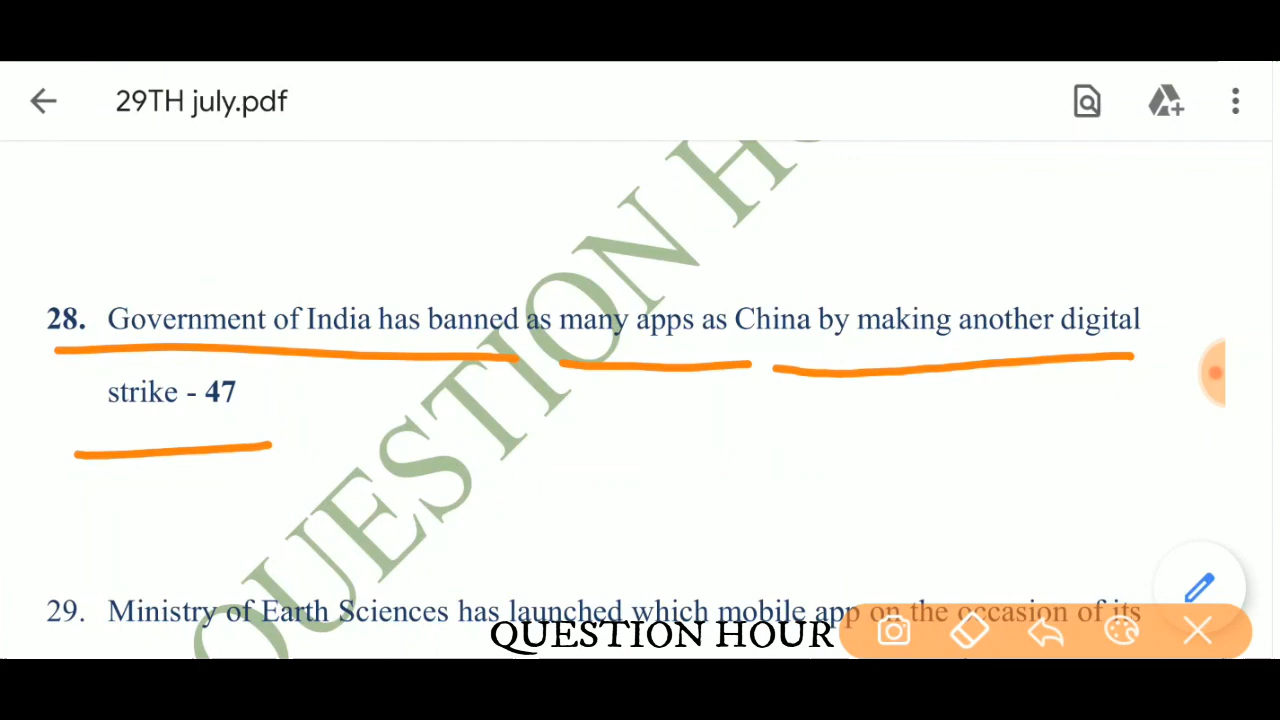 29TH july.pdf
QUESTION H
28. Government of India has banned as many apps as China by making another digital
strike - 47
29. Ministry of Earth Sciences has launched which mobile app on the occasion of its
QUESTION HOUR